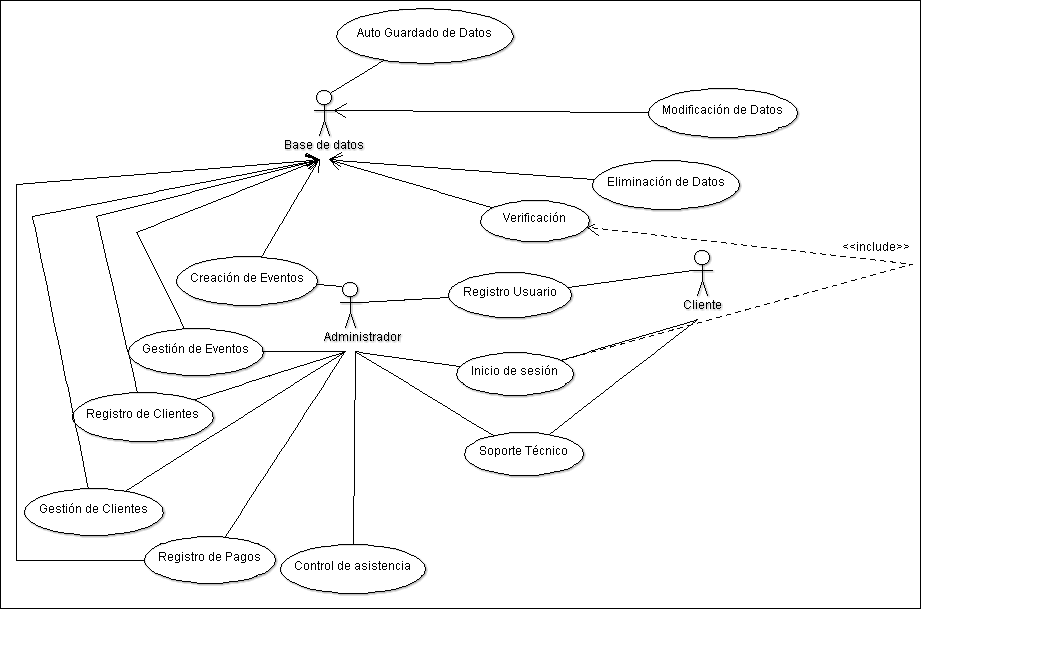 Auto Guardado de Datos
Modificación de Datos
Base de datos
Eliminación de Datos
Verificación
<<include>>
Creación de Eventos
Registro Usuario
Cliente
Administrador
Gestión de Eventos
Inicio de sesión
Registro de Clientes
Soporte Técnico
Gestión de Clientes
Registro de Pagos
Control de asistencia